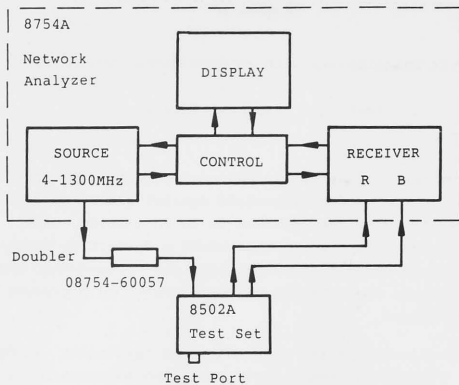 8754A
Network
Analyzer
DISPLAY
SOURCE
4-1300MHz
CONTROL
RECEIVER
R B
Doubler
08754-60057
8502A
Test Set
Test Port